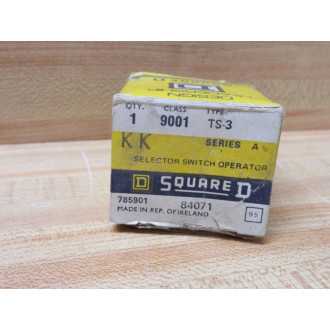 DESIGN
QTY. CLASS TYPE
1 9001 TS-3
KK SERIES A
SELECTOR SWITCH OPERATOR
D SQUARE D
785901 84071
MADE IN REP. OF IRELAND
95